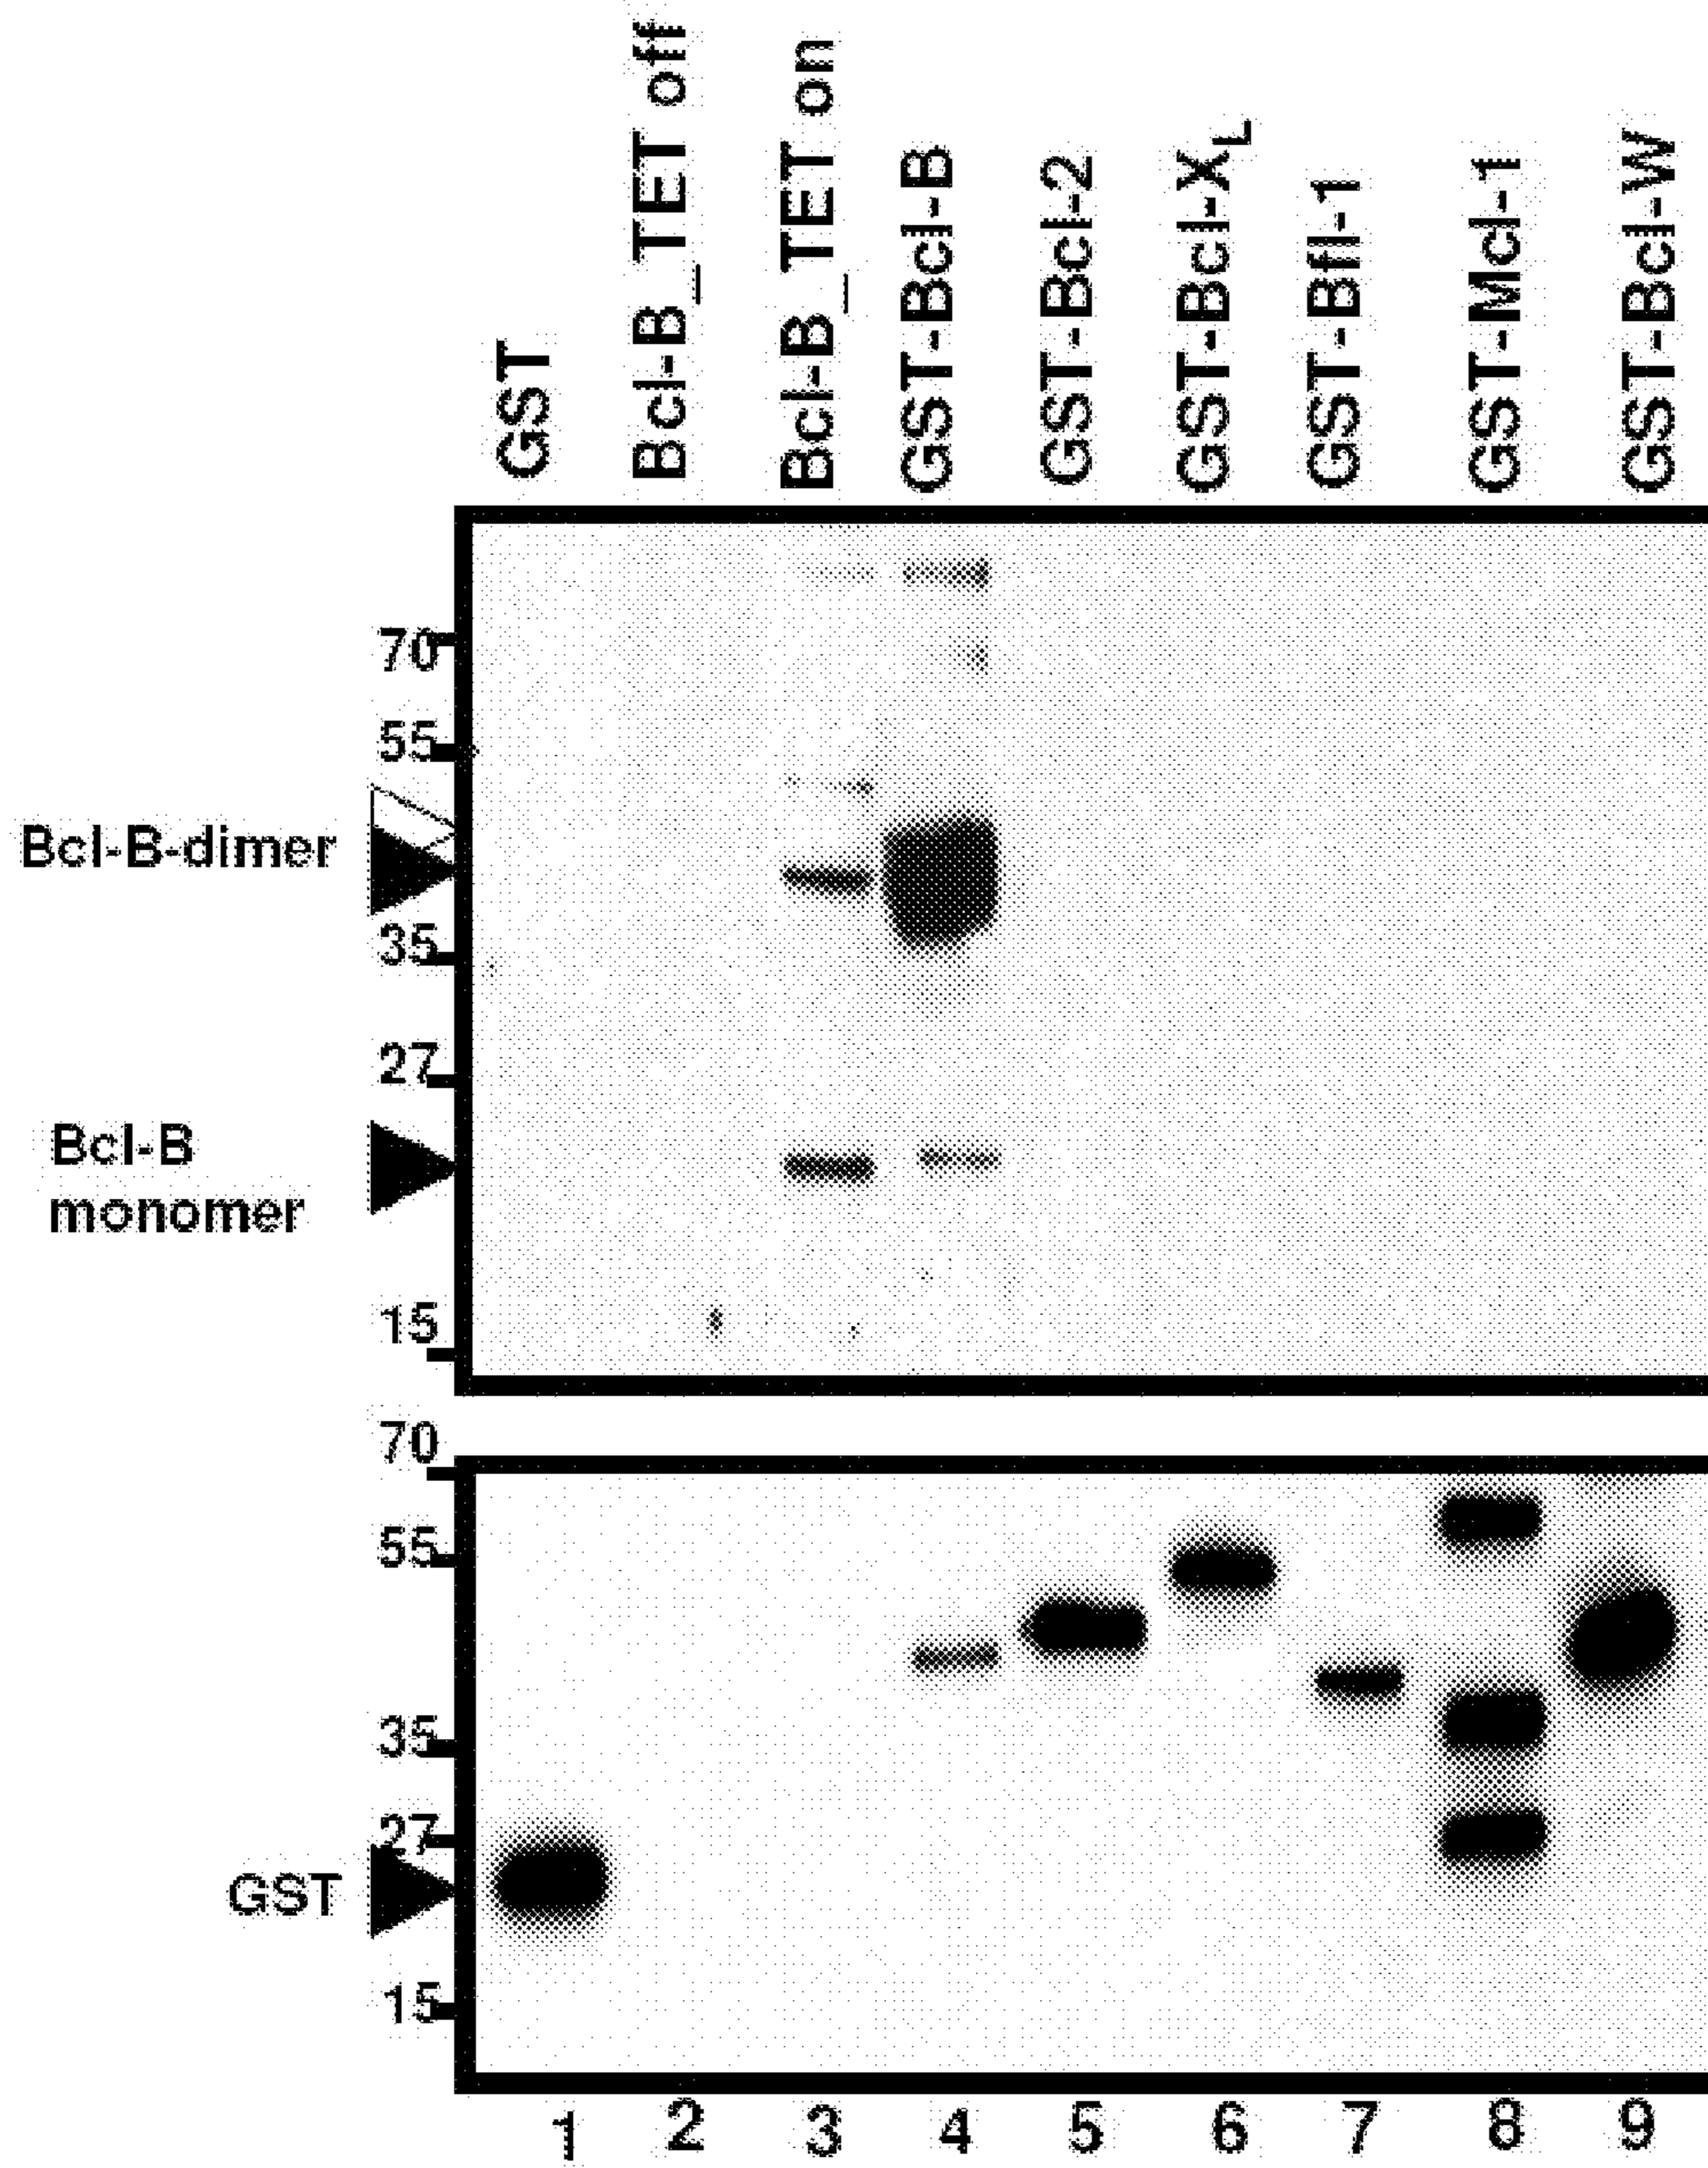 GST
Bcl-B_TET off
Bcl-B_TET on
GST-Bcl-B
GST-Bcl-2
GST-Bcl-XL
GST-Bfl-1
GST-Mcl-1
GST-Bcl-W
70
55
Bcl-B-dimer
35
27
Bcl-B
monomer
15
70
55
35
27
GST
15
1 2 3 4 5 6 7 8 9